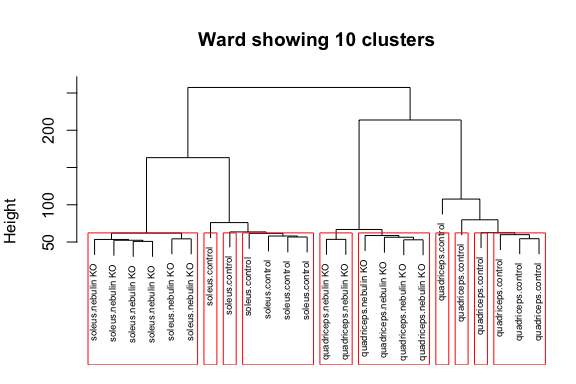 Ward showing 10 clusters
Height
50
100
200
soleus.nebulin KO
soleus.nebulin KO
soleus.nebulin KO
soleus.nebulin KO
soleus.nebulin KO
soleus.nebulin KO
soleus.control
soleus.control
soleus.control
soleus.control
soleus.control
soleus.control
quadriceps.nebulin KO
quadriceps.nebulin KO
quadriceps.nebulin KO
quadriceps.nebulin KO
quadriceps.nebulin KO
quadriceps.nebulin KO
quadriceps.control
quadriceps.control
quadriceps.control
quadriceps.control
quadriceps.control
quadriceps.control